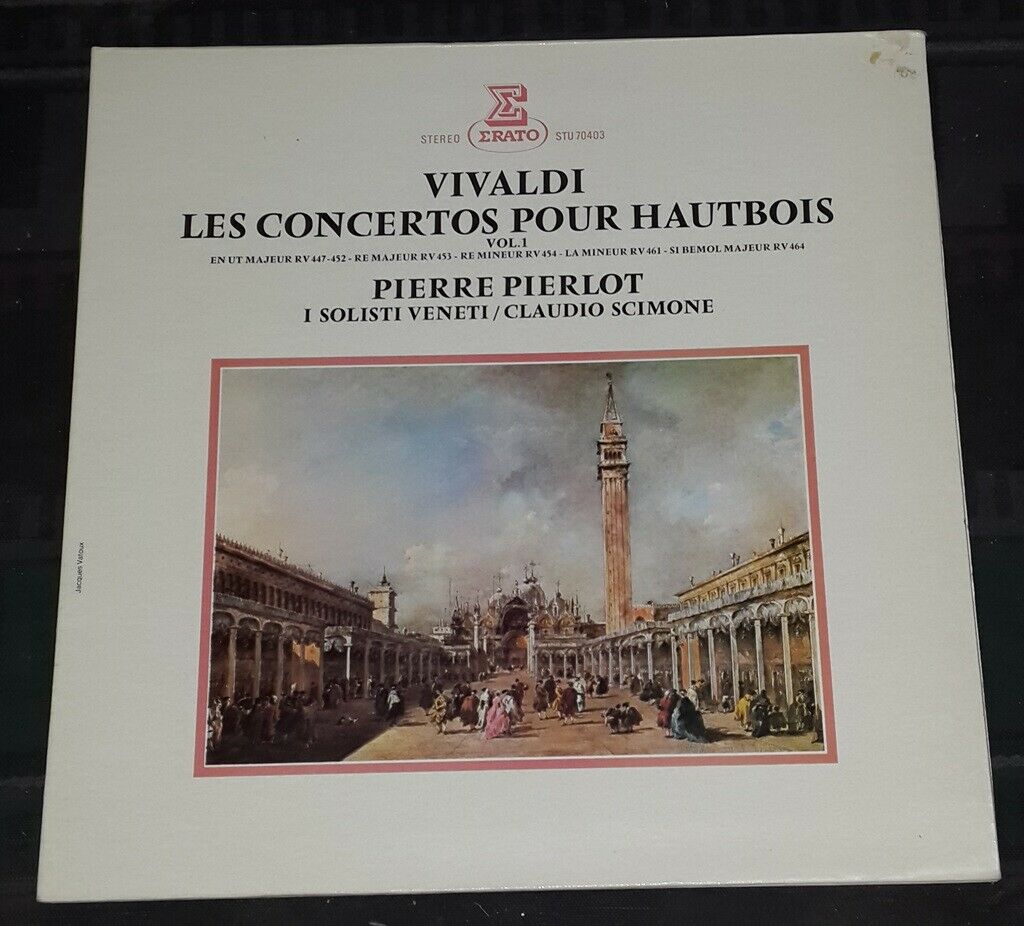 STEREO ΣRATO STU 70403
VIVALDI
LES CONCERTOS POUR HAUTBOIS
VOL.1
EN UT MAJEUR RV 447-452 - RE MAJEUR RV 453 - RE MINEUR RV 454 - LA MINEUR RV 461 - SI BEMOL MAJEUR RV 464
PIERRE PIERLOT
I SOLISTI VENETI / CLAUDIO SCIMONE
Jacques Vatoux